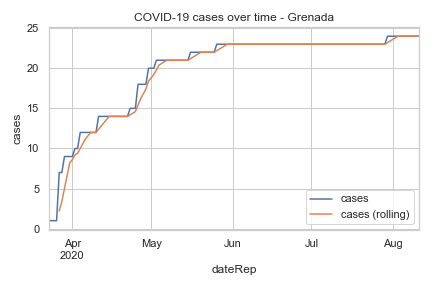 COVID-19 cases over time - Grenada
25
20
15
10
5
0
cases
Apr
2020
May
Jun
Jul
Aug
dateRep
cases
cases (rolling)